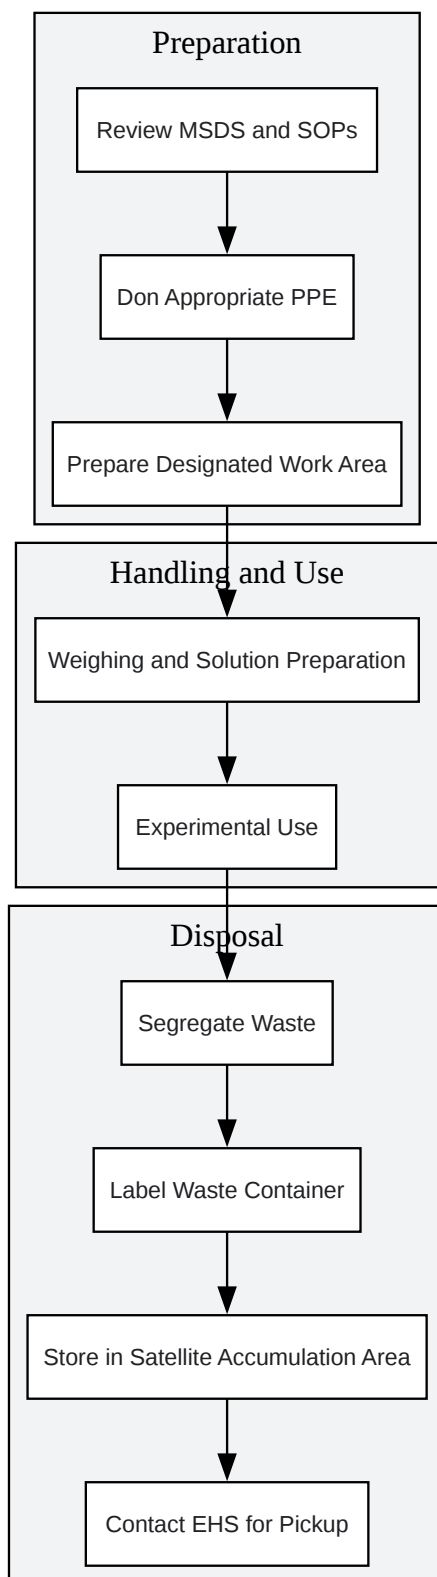 Preparation
Review MSDS and SOPs
Don Appropriate PPE
Prepare Designated Work Area
Handling and Use
Weighing and Solution Preparation
Experimental Use
Disposal
Segregate Waste
Label Waste Container
Store in Satellite Accumulation Area
Contact EHS for Pickup